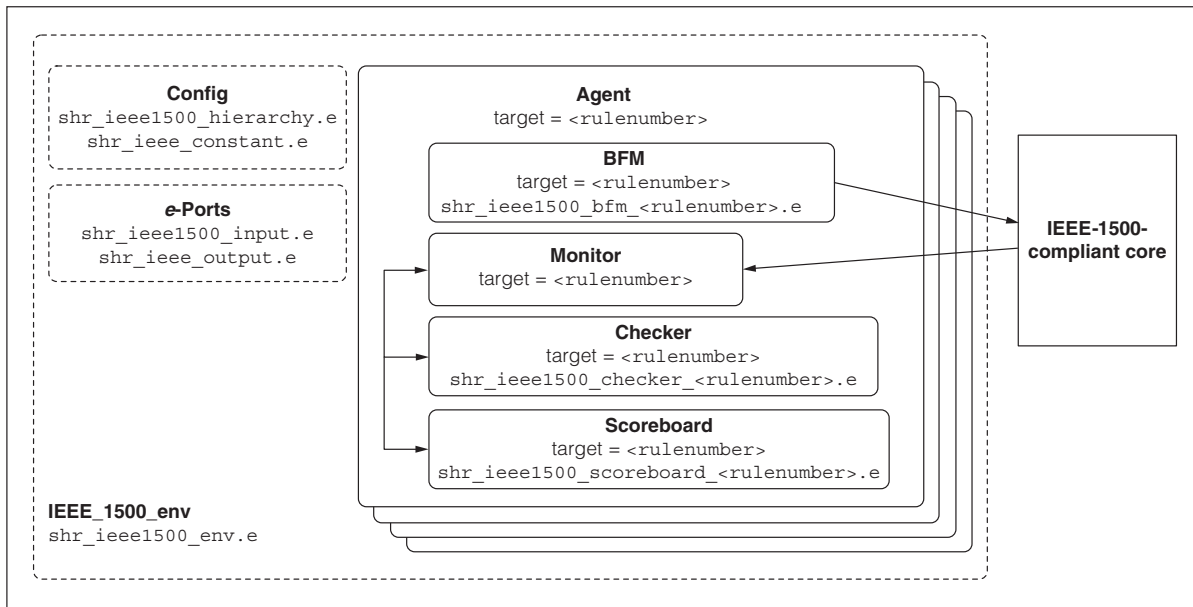 Config
shr_ieee1500_hierarchy.e
shr_ieee_constant.e
e-Ports
shr_ieee1500_input.e
shr_ieee_output.e
IEEE_1500_env
shr_ieee1500_env.e
Agent
target = <rulenumber>
BFM
target = <rulenumber>
shr_ieee1500_bfm_<rulenumber>.e
Monitor
target = <rulenumber>
Checker
target = <rulenumber>
shr_ieee1500_checker_<rulenumber>.e
Scoreboard
target = <rulenumber>
shr_ieee1500_scoreboard_<rulenumber>.e
IEEE-1500-
compliant core